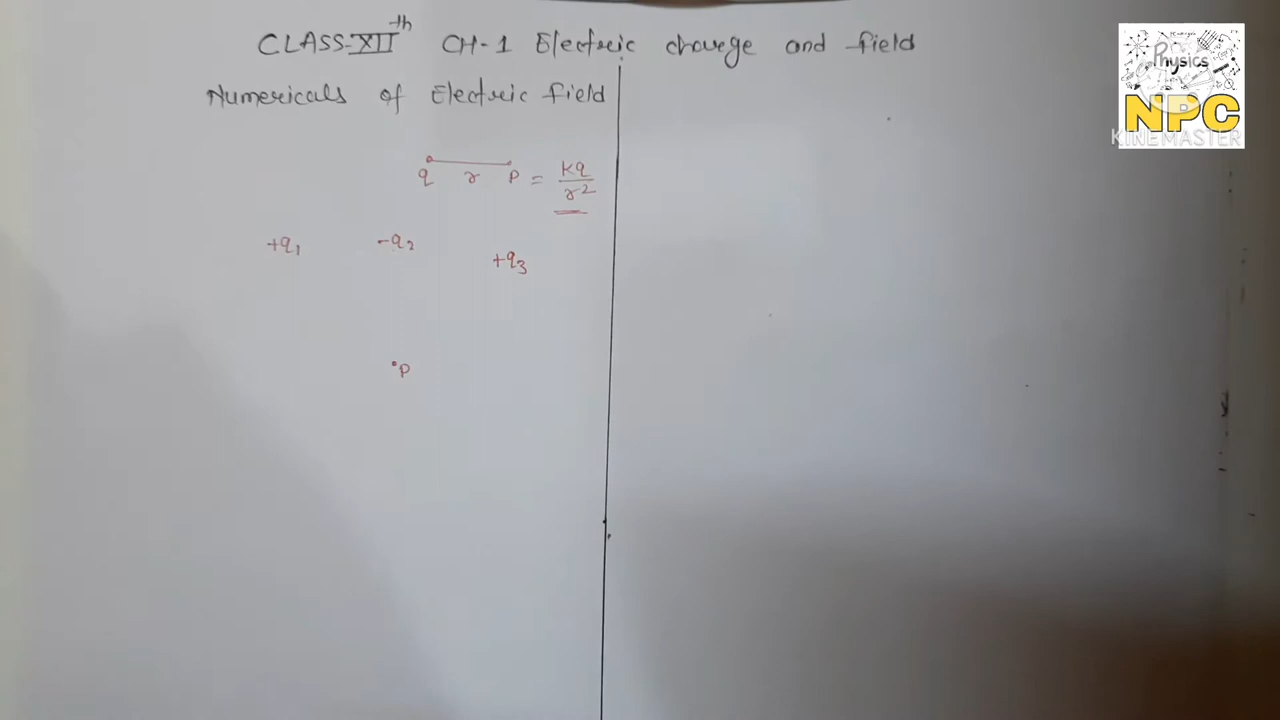 CLASS-XIIth CH-1 Electric charge and field
Numericals of Electric field
Physics
NPC
KINEMASTER
q r P = kq/r²
+q₁ -q₂ +q₃
P